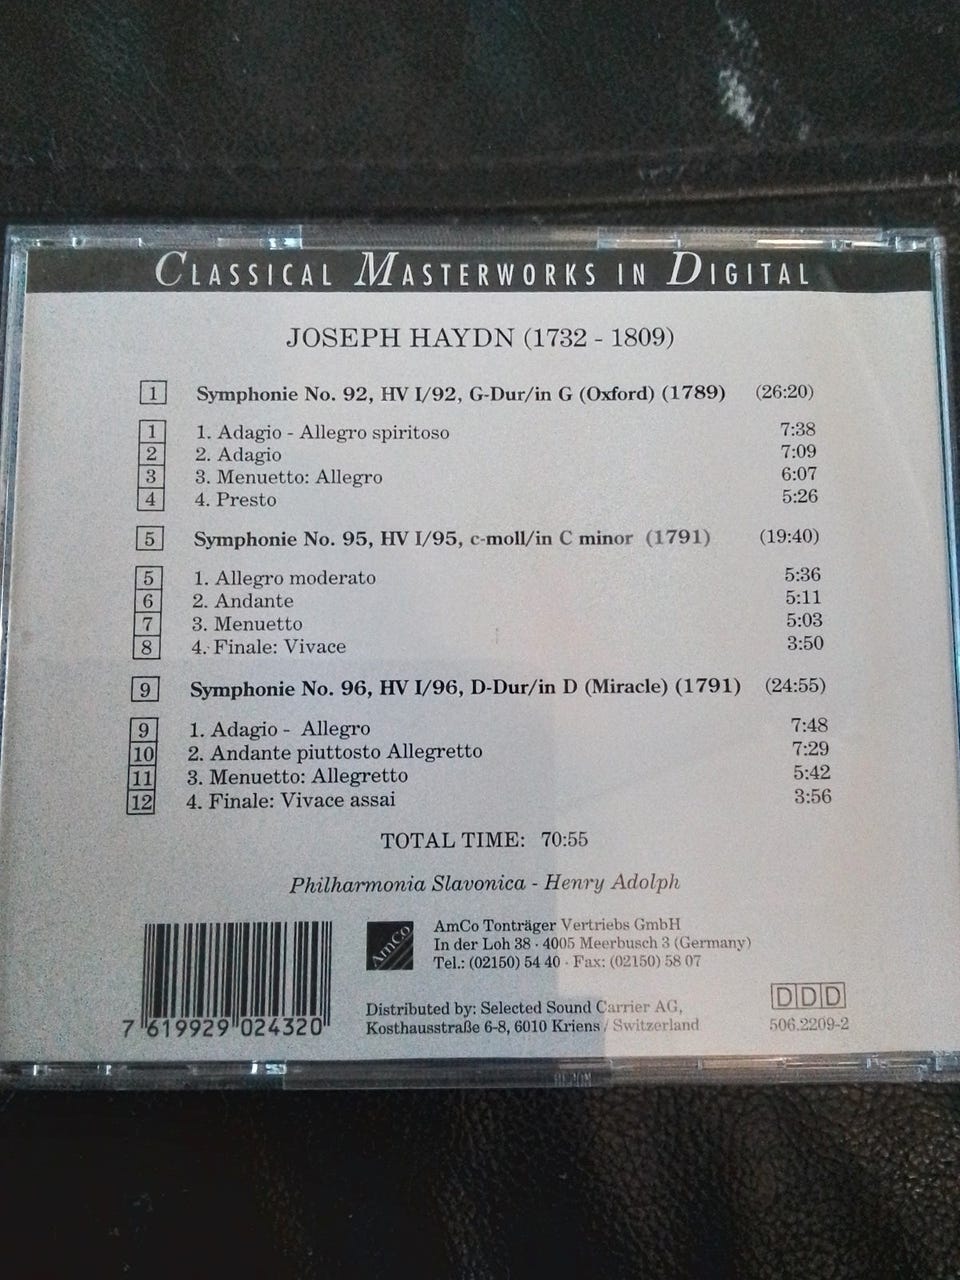 CLASSICAL MASTERWORKS IN DIGITAL
JOSEPH HAYDN (1732 - 1809)
1 Symphonie No. 92, HV I/92, G-Dur/in G (Oxford) (1789) (26:20)
1 1. Adagio - Allegro spiritoso 7:38
2 2. Adagio 7:09
3 3. Menuetto: Allegro 6:07
4 4. Presto 5:26
5 Symphonie No. 95, HV I/95, c-moll/in C minor (1791) (19:40)
5 1. Allegro moderato 5:36
6 2. Andante 5:11
7 3. Menuetto 5:03
8 4. Finale: Vivace 3:50
9 Symphonie No. 96, HV I/96, D-Dur/in D (Miracle) (1791) (24:55)
9 1. Adagio - Allegro 7:48
10 2. Andante piuttosto Allegretto 7:29
11 3. Menuetto: Allegretto 5:42
12 4. Finale: Vivace assai 3:56
TOTAL TIME: 70:55
Philharmonia Slavonica - Henry Adolph
AmCo
AmCo Tonträger Vertriebs GmbH
In der Loh 38 · 4005 Meerbusch 3 (Germany)
Tel.: (02150) 54 40 · Fax: (02150) 58 07
Distributed by: Selected Sound Carrier AG,
Kosthausstraße 6-8, 6010 Kriens / Switzerland
DDD
506.2209-2
7 619929 024320